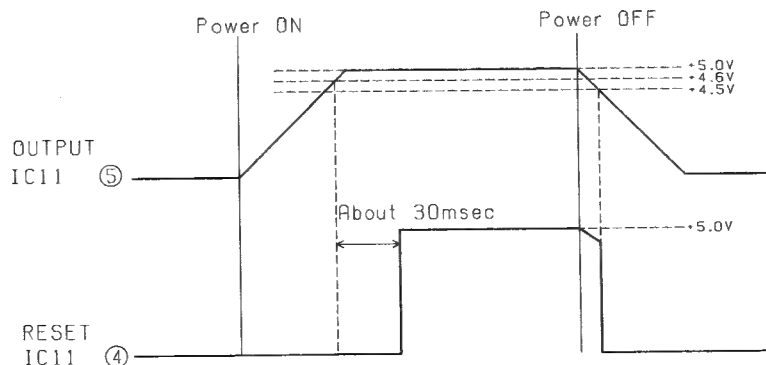 Power ON
Power OFF
+5.0V
+4.6V
+4.5V
OUTPUT
IC11 ⑤
About 30msec
+5.0V
RESET
IC11 ④